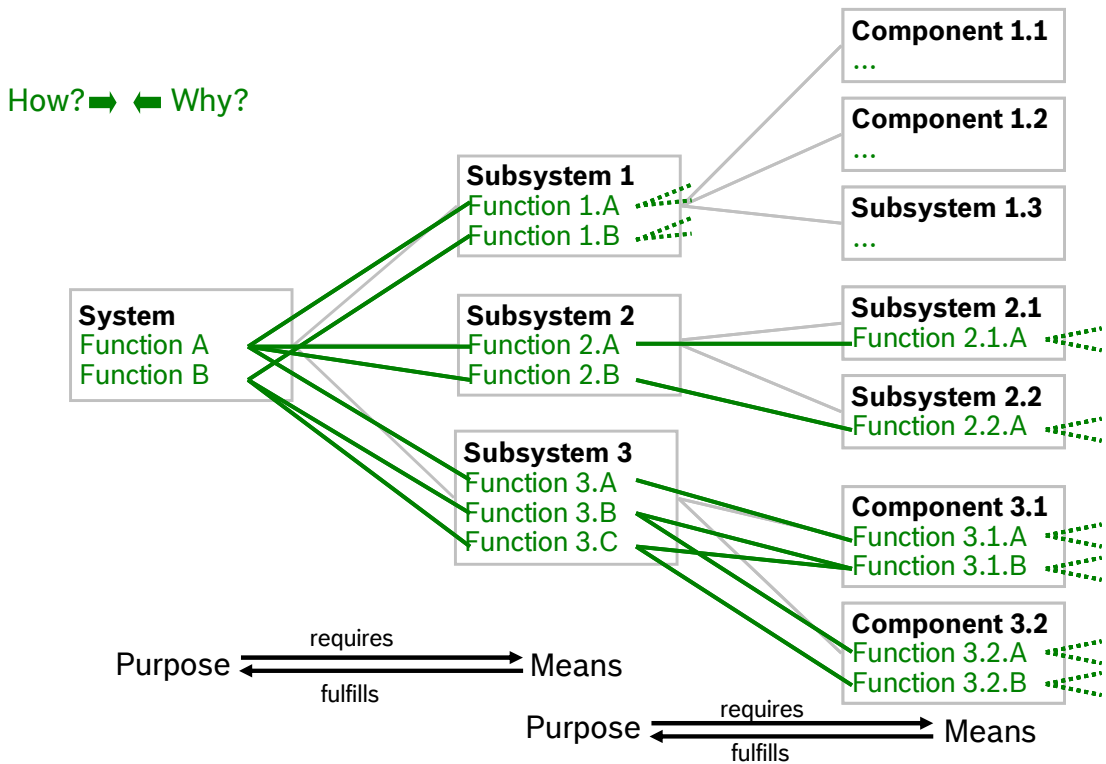 How? Why?
System
Function A
Function B
Subsystem 1
Function 1.A
Function 1.B
Subsystem 2
Function 2.A
Function 2.B
Subsystem 3
Function 3.A
Function 3.B
Function 3.C
Component 1.1
...
Component 1.2
...
Subsystem 1.3
...
Subsystem 2.1
Function 2.1.A
Subsystem 2.2
Function 2.2.A
Component 3.1
Function 3.1.A
Function 3.1.B
Component 3.2
Function 3.2.A
Function 3.2.B
requires
Purpose Means
fulfills
requires
Purpose Means
fulfills